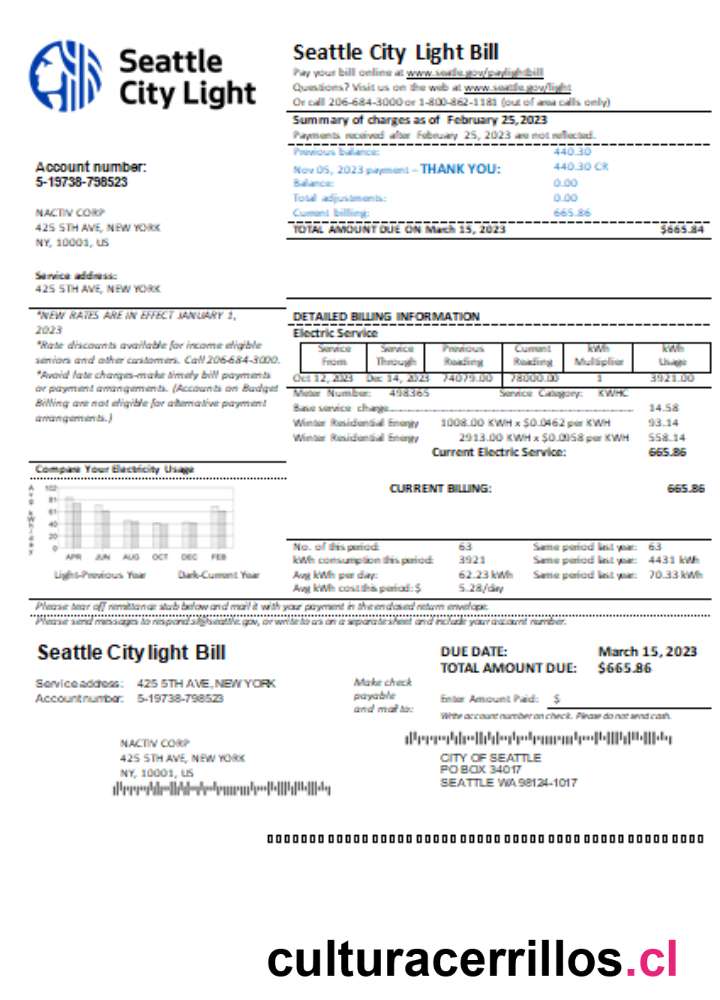 Seattle
City Light
Seattle City Light Bill
Pay your bill online at www.seatle.gov/paylightbill
Questions? Visit us on the web at www.seattle.gov/light
Or call 206-684-3000 or 1-800-862-1181 (out of area calls only)
Summary of charges as of February 25,2023
Payments received after February 25, 2023 are not reflected.
Previous balance: 440.30
Nov 05, 2023 payment – THANK YOU: 440.30 CR
Balance: 0.00
Total adjustments: 0.00
Current billing: 665.86
TOTAL AMOUNT DUE ON March 15, 2023 $665.84
Account number:
5-19738-798523
NACTIV CORP
425 5TH AVE, NEW YORK
NY, 10001, US
Service address:
425 5TH AVE, NEW YORK
*NEW RATES ARE IN EFFECT JANUARY 1,
2023
*Rate discounts available for income eligible
seniors and other customers. Call 206-684-3000.
*Avoid late charges-make timely bill payments
or payment arrangements. (Accounts on Budget
Billing are not eligible for alternative payment
arrangements.)
DETAILED BILLING INFORMATION
Electric Service
Service From Service Through Previous Reading Current Reading kWh Multiplier kWh Usage
Oct 12, 2023 Dec 14, 2023 74079.00 78000.00 1 3921.00
Meter Number: 498365 Service Category: KWHC
Base service charge 14.58
Winter Residential Energy 1008.00 KWH x $0.0462 per KWH 93.14
Winter Residential Energy 2913.00 KWH x $0.0958 per KWH 558.14
Current Electric Service: 665.86
CURRENT BILLING: 665.86
Compare Your Electricity Usage
Avg kWh/day
102
81
61
40
20
0
APR JUN AUG OCT DEC FEB
Light-Previous Year Dark-Current Year
No. of this period: 63 Same period last year: 63
kWh consumption this period: 3921 Same period last year: 4431 kWh
Avg kWh per day: 62.23 kWh Same period last year: 70.33 kWh
Avg kWh cost this period: $ 5.28/day
Please tear off remittance stub below and mail it with your payment in the enclosed return envelope.
Please send messages to respond.sf@seattle.gov, or write to us on a separate sheet and include your account number.
Seattle City light Bill
Service address: 425 5TH AVE, NEW YORK
Account number: 5-19738-798523
Make check
payable
and mail to:
DUE DATE: March 15, 2023
TOTAL AMOUNT DUE: $665.86
Enter Amount Paid: $
Write account number on check. Please do not send cash.
NACTIV CORP
425 5TH AVE, NEW YORK
NY, 10001, US
CITY OF SEATTLE
PO BOX 34017
SEATTLE WA 98124-1017
culturacerrillos.cl